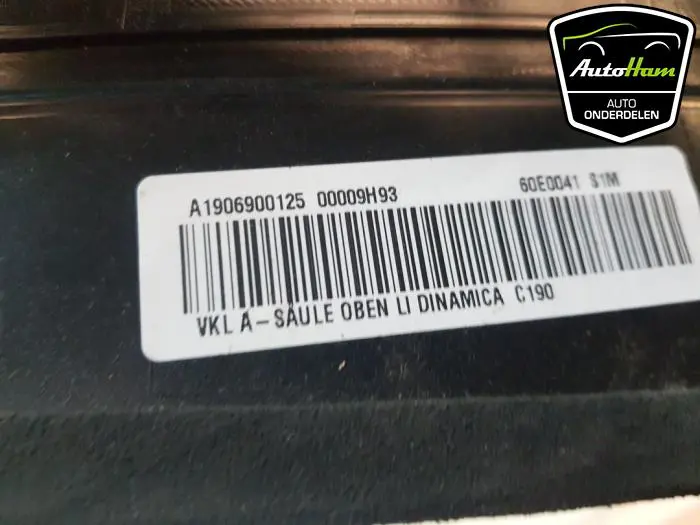 A1906900125 00009H93 60E0041 S1M
VKL A-SÄULE OBEN LI DINAMICA C190
AutoHam
AUTO
ONDERDELEN